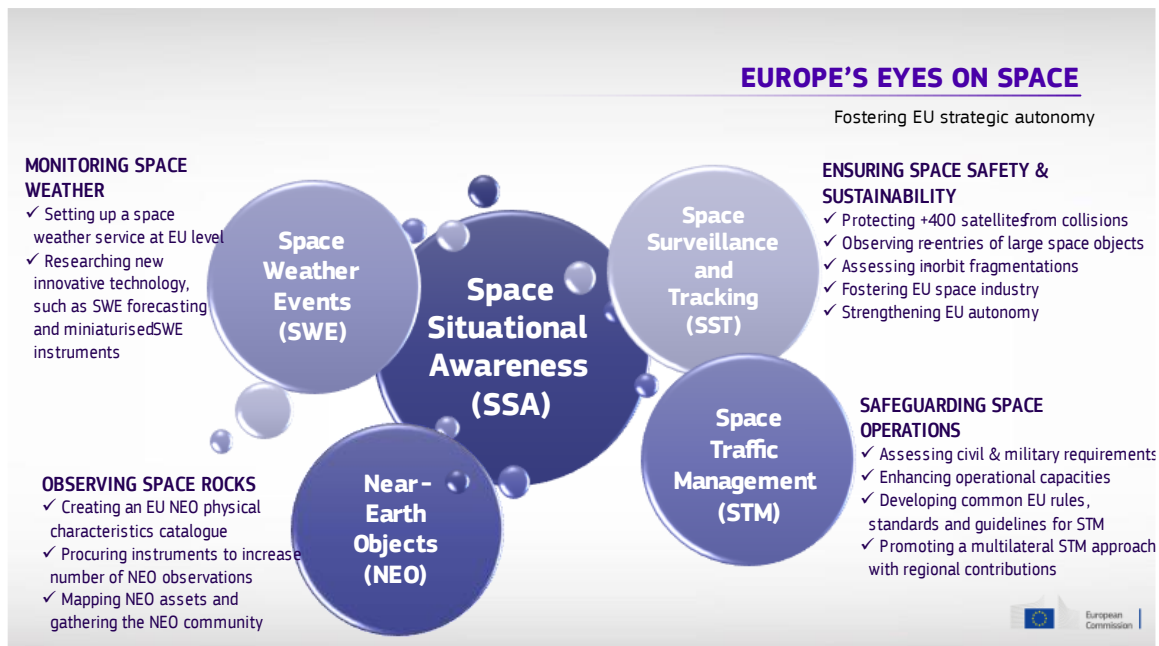 EUROPE'S EYES ON SPACE
Fostering EU strategic autonomy
MONITORING SPACE
WEATHER
✓ Setting up a space
weather service at EU level
✓ Researching new
innovative technology,
such as SWE forecasting
and miniaturisedSWE
instruments
Space
Weather
Events
(SWE)
Space
Situational
Awareness
(SSA)
Space
Surveillance
and
Tracking
(SST)
ENSURING SPACE SAFETY &
SUSTAINABILITY
✓ Protecting +400 satellitesfrom collisions
✓ Observing re-entries of large space objects
✓ Assessing in-orbit fragmentations
✓ Fostering EU space industry
✓ Strengthening EU autonomy
OBSERVING SPACE ROCKS
✓ Creating an EU NEO physical
characteristics catalogue
✓ Procuring instruments to increase
number of NEO observations
✓ Mapping NEO assets and
gathering the NEO community
Near-
Earth
Objects
(NEO)
Space
Traffic
Management
(STM)
SAFEGUARDING SPACE
OPERATIONS
✓ Assessing civil & military requirements
✓ Enhancing operational capacities
✓ Developing common EU rules,
standards and guidelines for STM
✓ Promoting a multilateral STM approach
with regional contributions
European
Commission